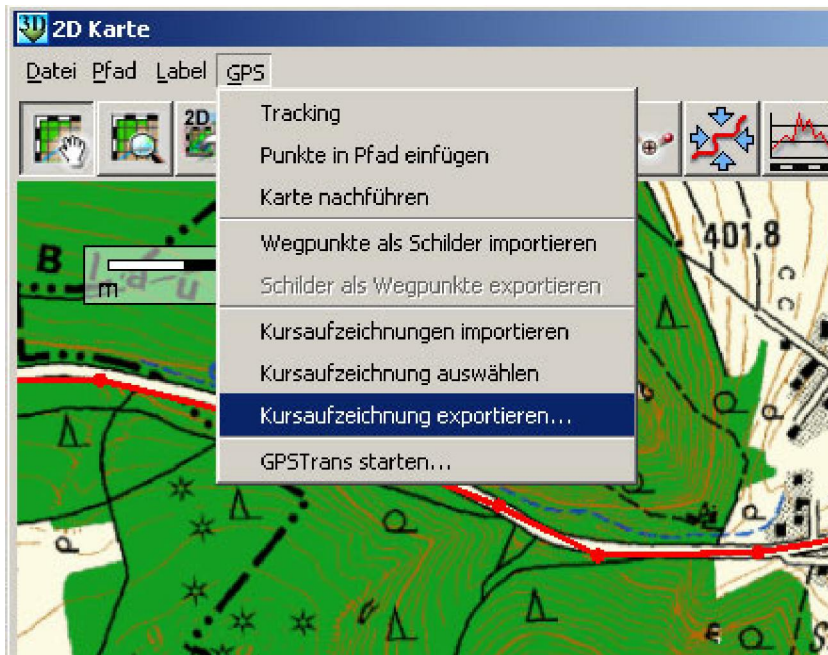 3D 2D Karte
Datei Pfad Label GPS
2D
Tracking
Punkte in Pfad einfügen
Karte nachführen
Wegpunkte als Schilder importieren
Schilder als Wegpunkte exportieren
Kursaufzeichnungen importieren
Kursaufzeichnung auswählen
Kursaufzeichnung exportieren...
GPSTrans starten...
401,8
B l a u
m
S